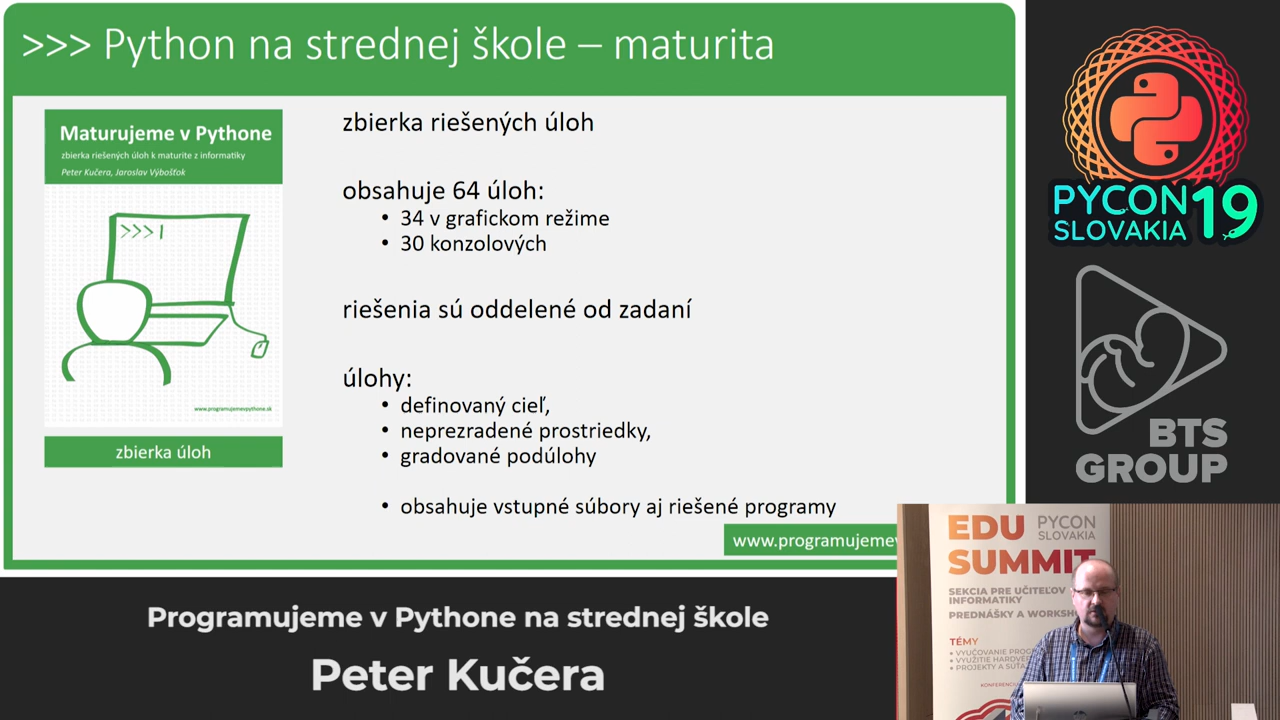 >>> Python na strednej škole – maturita
Maturujeme v Pythone
zbierka riešených úloh k maturite z informatiky
Peter Kučera, Jaroslav Výbošťok
>>>
www.programujemevpythone.sk
zbierka úloh
zbierka riešených úloh
obsahuje 64 úloh:
• 34 v grafickom režime
• 30 konzolových
riešenia sú oddelené od zadaní
úlohy:
• definovaný cieľ,
• neprezradené prostriedky,
• gradované podúlohy
• obsahuje vstupné súbory aj riešené programy
www.programujemev
PYCON
SLOVAKIA 19
BTS
GROUP
EDU PYCON SLOVAKIA
SUMMIT
SEKCIA PRE UČITEĽOV
INFORMATIKY
PREDNÁŠKY A WORKSH
TÉMY
• VYUČOVANIE PROG
• VYUŽITIE HARDVÉR
• PROJEKTY A SÚŤA
Programujeme v Pythone na strednej škole
Peter Kučera